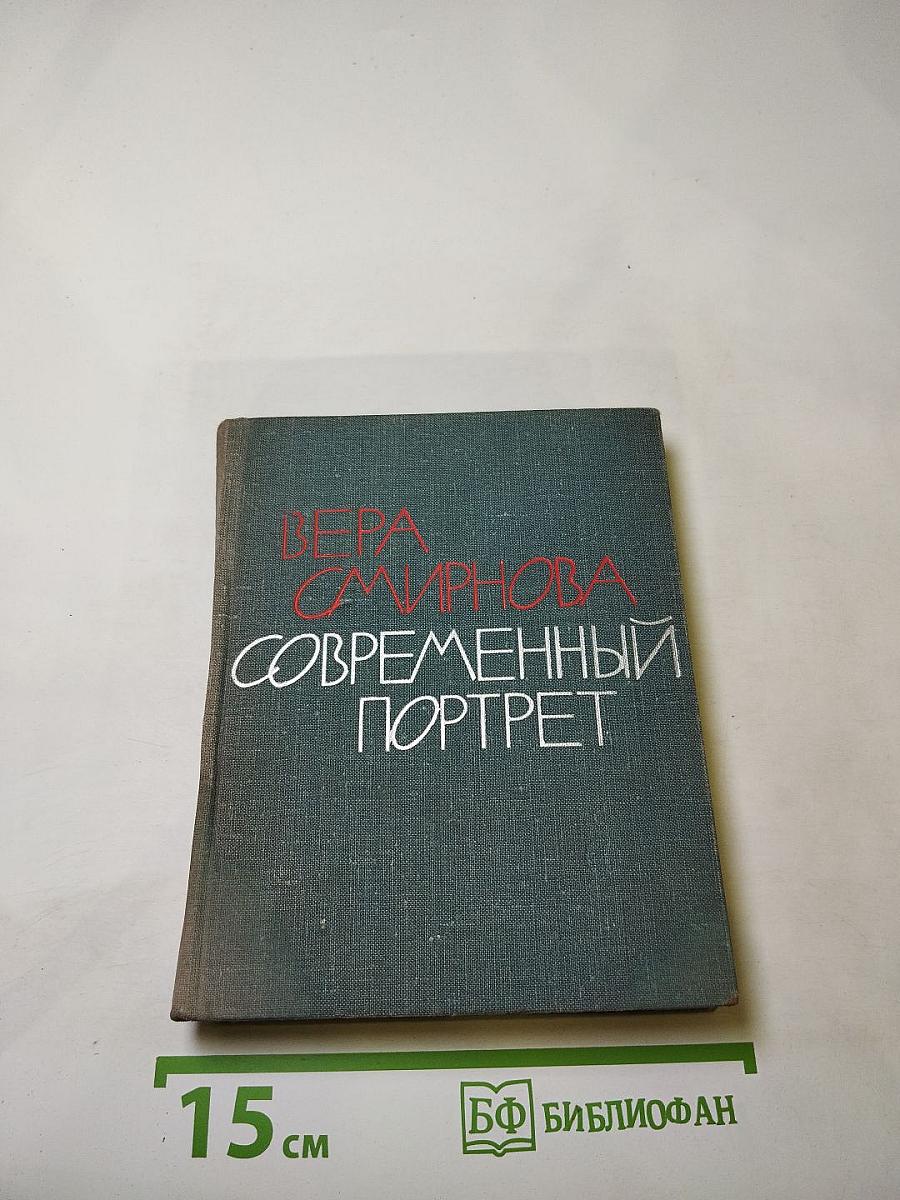 ВЕРА
СМИРНОВА
СОВРЕМЕННЫЙ
ПОРТРЕТ
15 см
БФ БИБЛИОФАН